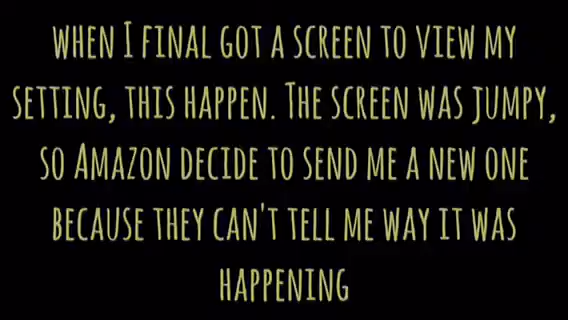 when I final got a screen to view my
setting, this happen. The screen was jumpy,
so Amazon decide to send me a new one
because they can't tell me way it was
happening